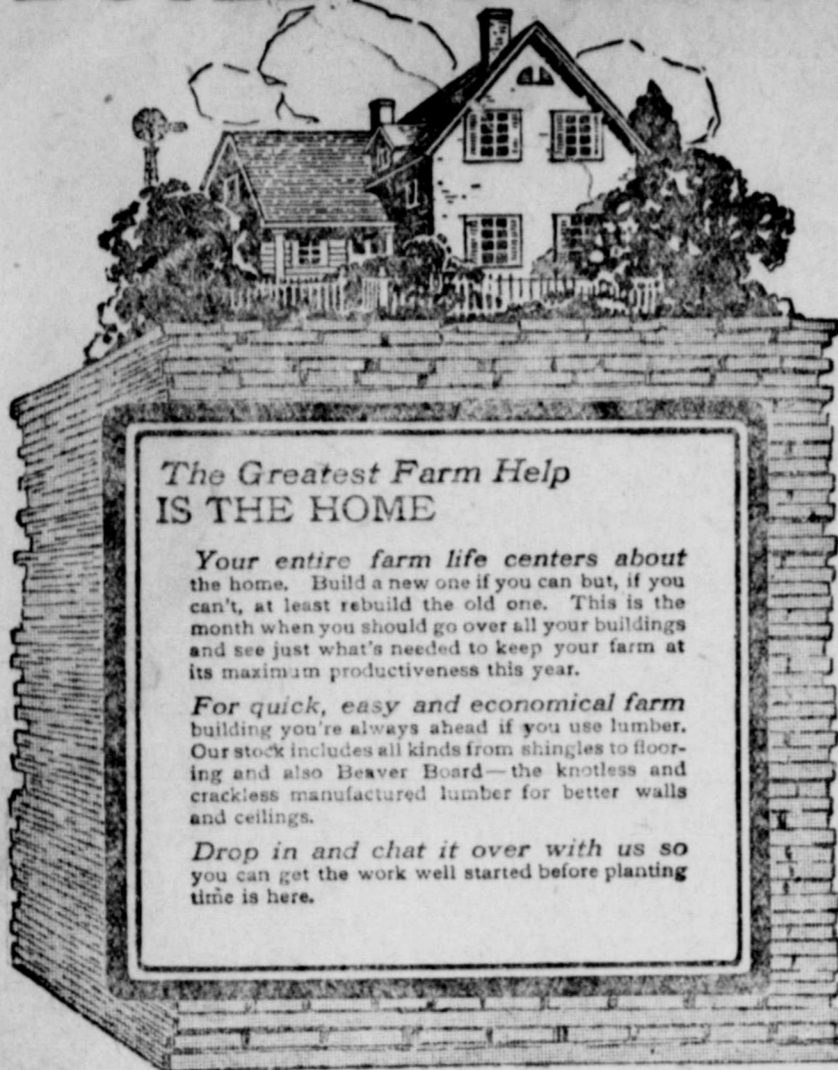 The Greatest Farm Help
IS THE HOME
Your entire farm life centers about
the home. Build a new one if you can but, if you
can't, at least rebuild the old one. This is the
month when you should go over all your buildings
and see just what's needed to keep your farm at
its maximum productiveness this year.
For quick, easy and economical farm
building you're always ahead if you use lumber.
Our stock includes all kinds from shingles to floor-
ing and also Beaver Board—the knotless and
crackless manufactured lumber for better walls
and ceilings.
Drop in and chat it over with us so
you can get the work well started before planting
time is here.